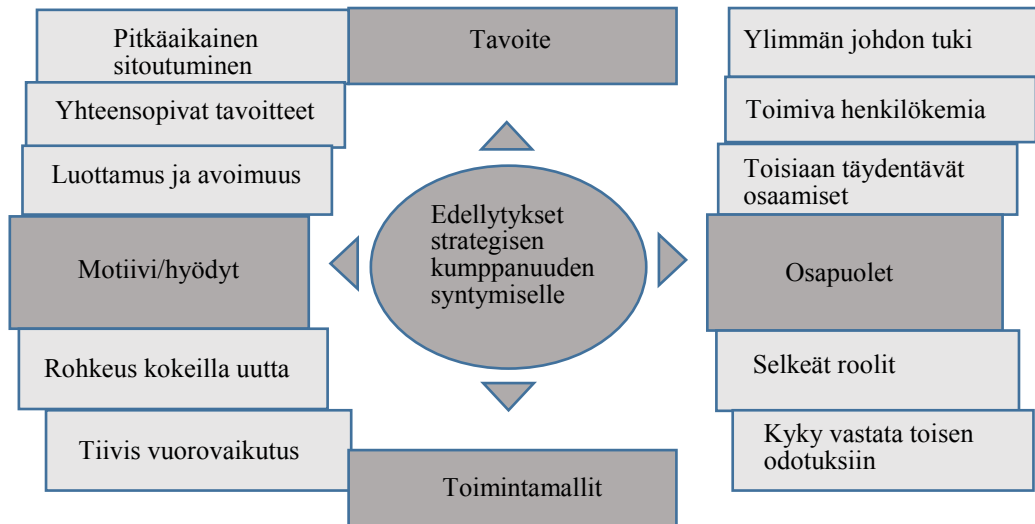 Pitkäaikainen
sitoutuminen
Tavoite
Ylimmän johdon tuki
Yhteensopivat tavoitteet
Toimiva henkilökemia
Luottamus ja avoimuus
Toisiaan täydentävät
osaamiset
Edellytykset
strategisen
kumppanuuden
syntymiselle
Motiivi/hyödyt
Osapuolet
Rohkeus kokeilla uutta
Selkeät roolit
Tiivis vuorovaikutus
Kyky vastata toisen
odotuksiin
Toimintamallit